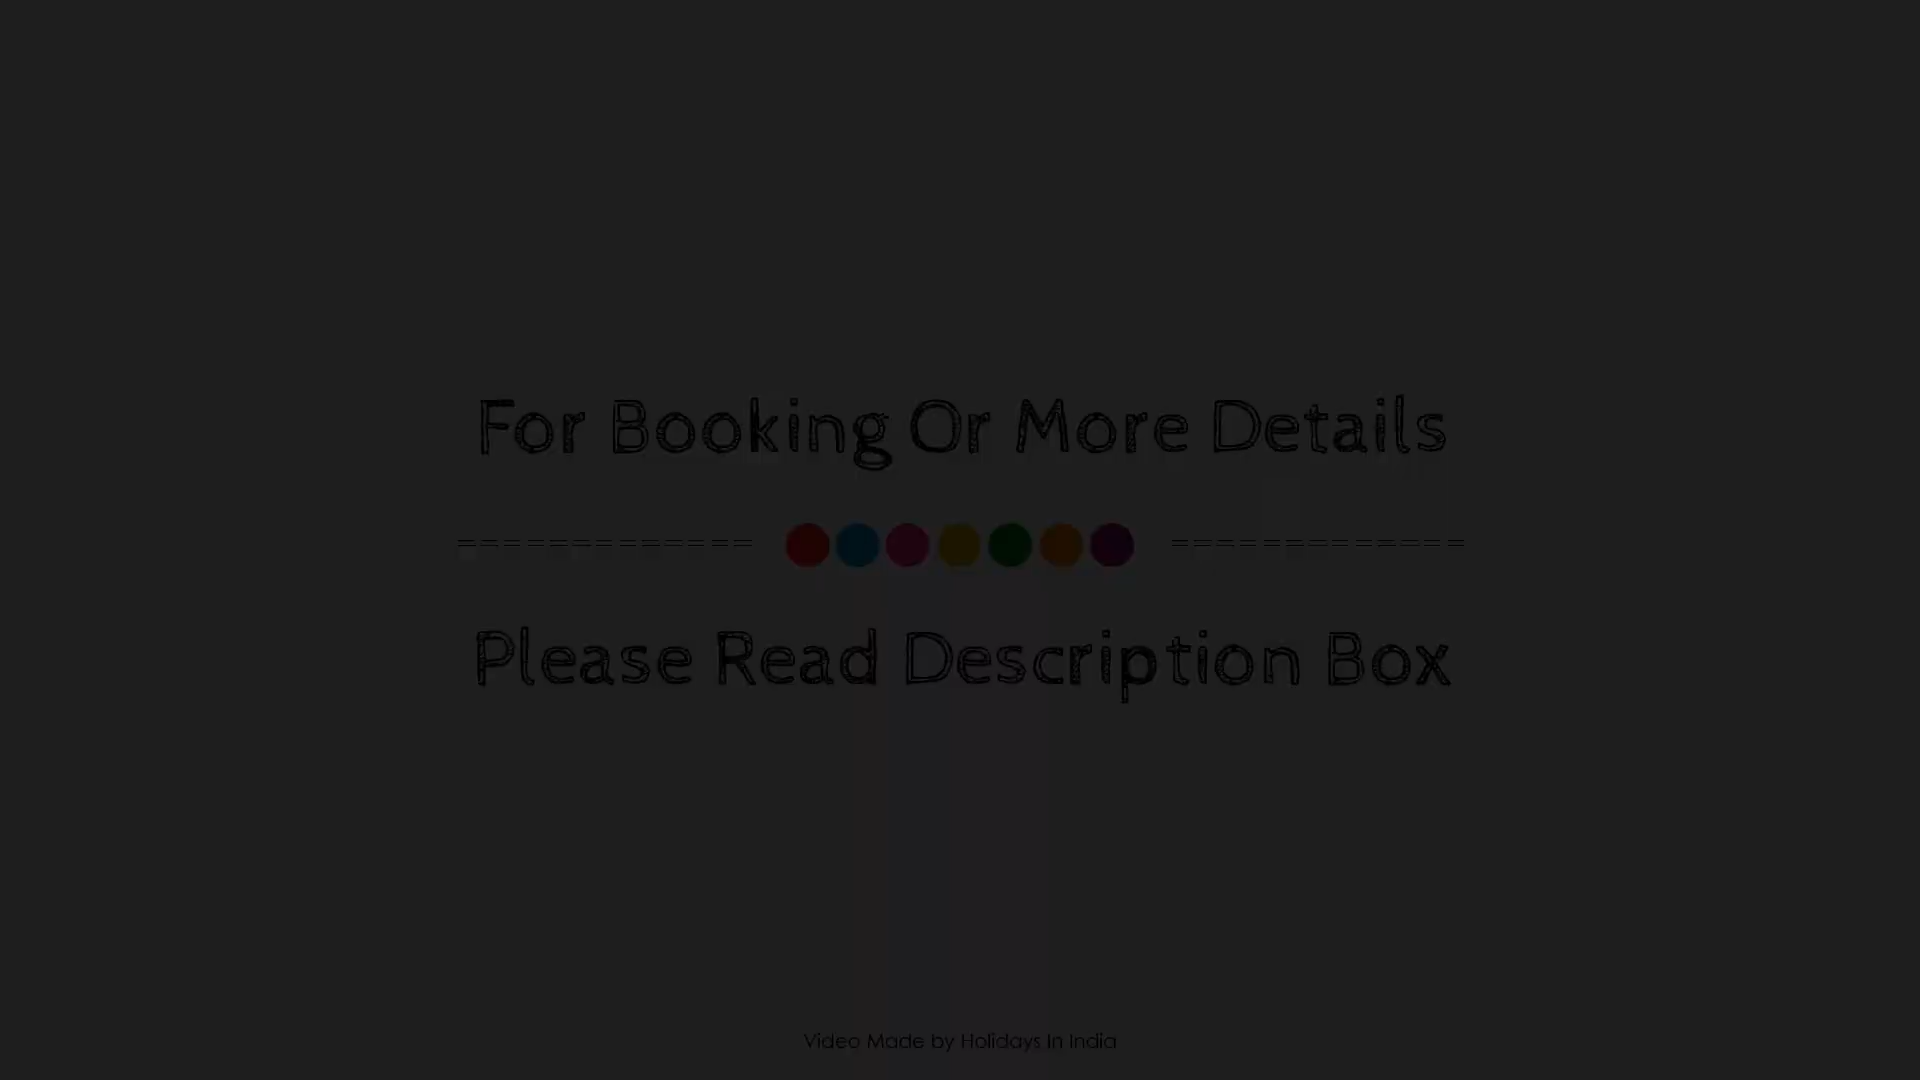 For Booking Or More Details
============= =============
Please Read Description Box
Video Made by Holidays In India